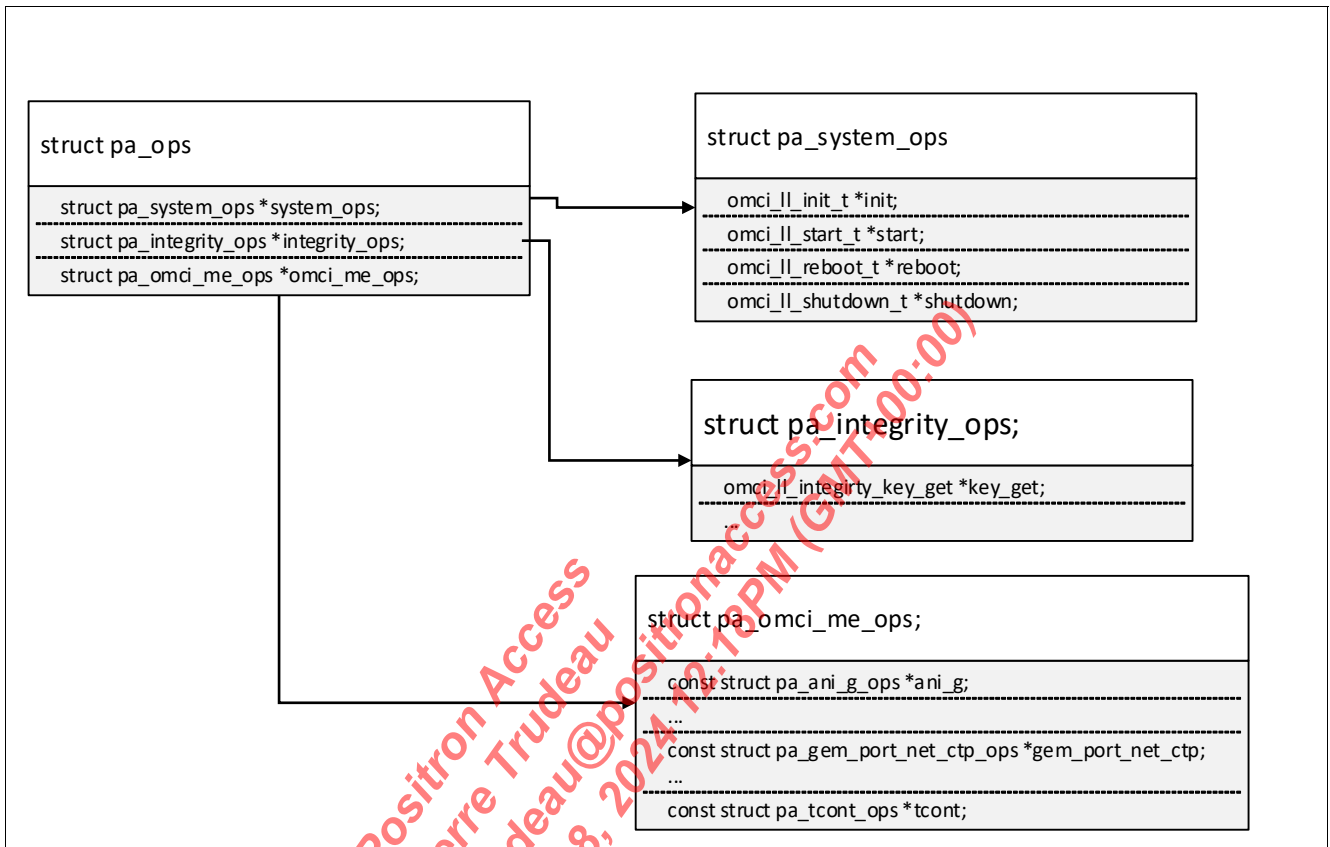 struct pa_ops
struct pa_system_ops *system_ops;
struct pa_integrity_ops *integrity_ops;
struct pa_omci_me_ops *omci_me_ops;
struct pa_system_ops
omci_ll_init_t *init;
omci_ll_start_t *start;
omci_ll_reboot_t *reboot;
omci_ll_shutdown_t *shutdown;
struct pa_integrity_ops;
omci_ll_integirty_key_get *key_get;
...
struct pa_omci_me_ops;
const struct pa_ani_g_ops *ani_g;
...
const struct pa_gem_port_net_ctp_ops *gem_port_net_ctp;
...
const struct pa_tcont_ops *tcont;
Positron Access
Trudeau
deau@positronaccess.com
8, 2024 12:18PM (GMT+00:00)